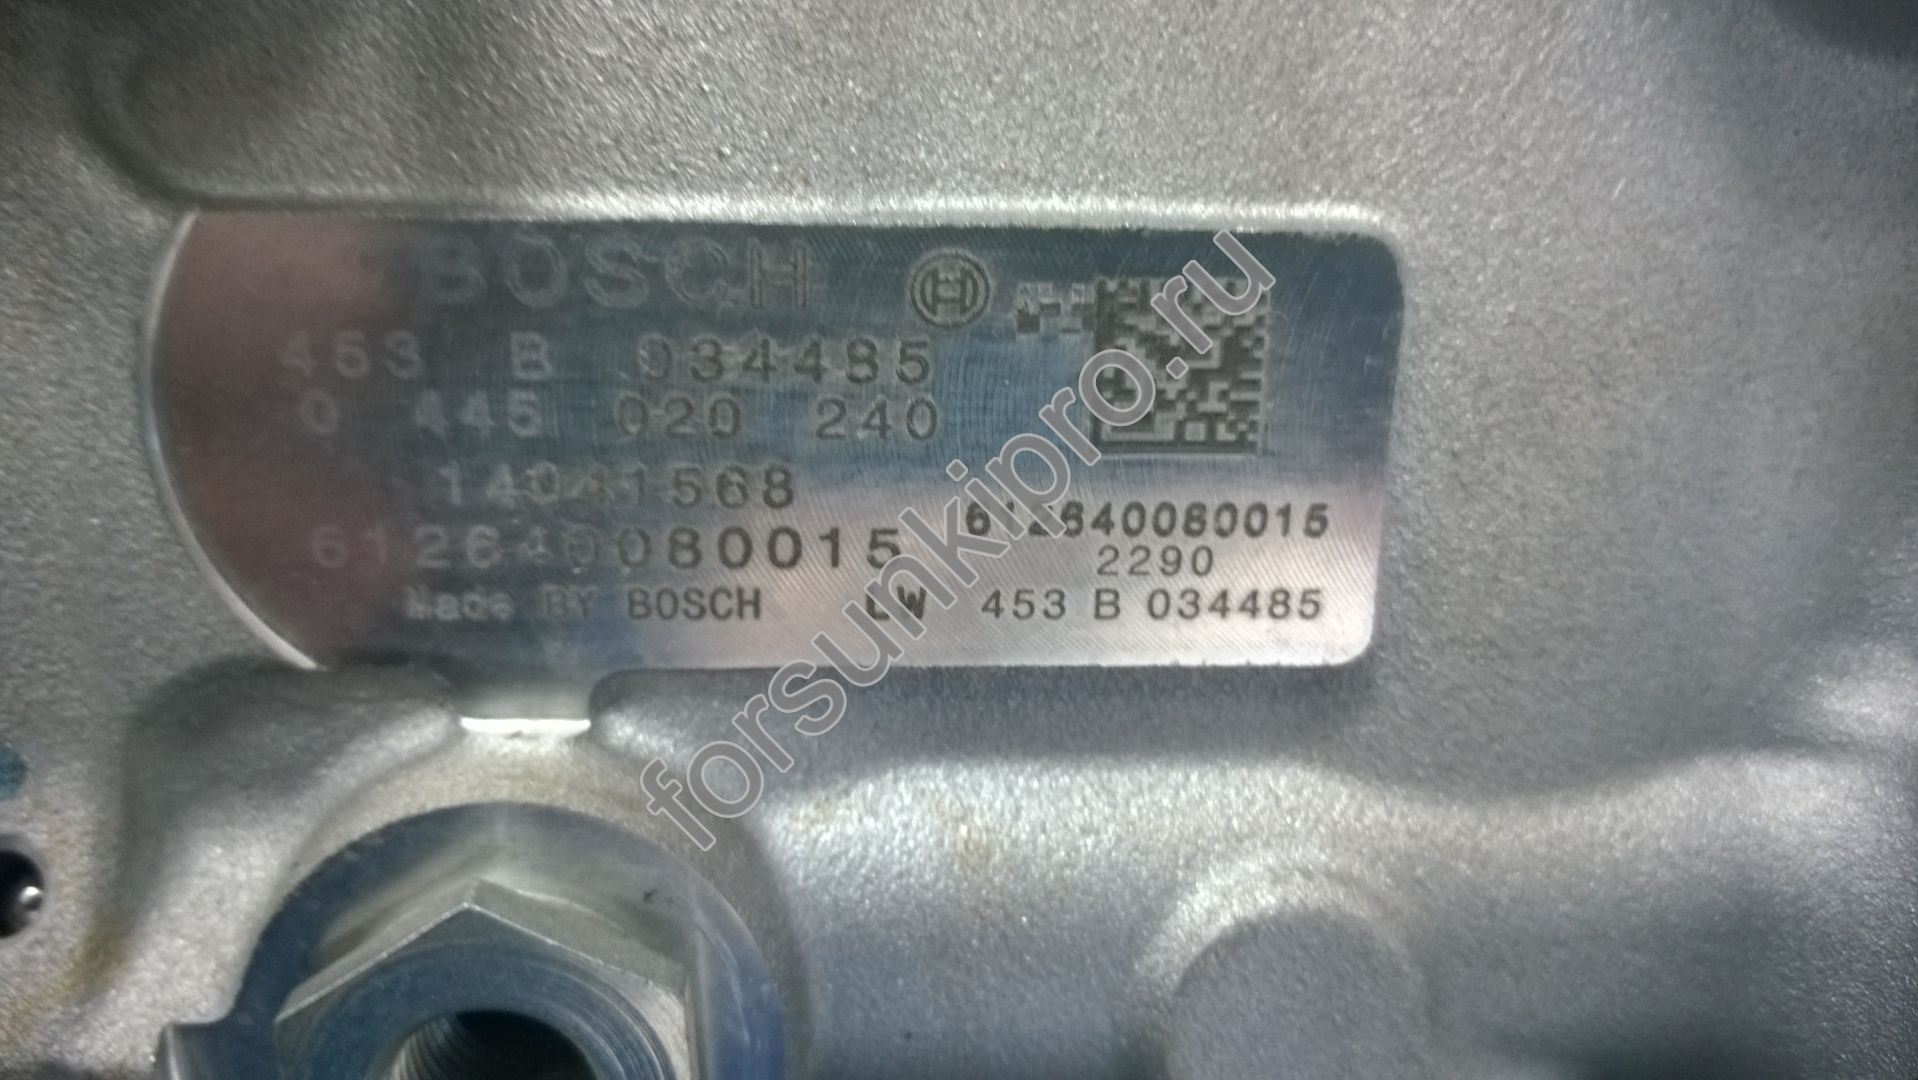 BOSCH
453 B 034485
0 445 020 240
14041568
612640080015
612640080015
2290
Made BY BOSCH
LW 453 B 034485
forsunkipro.ru